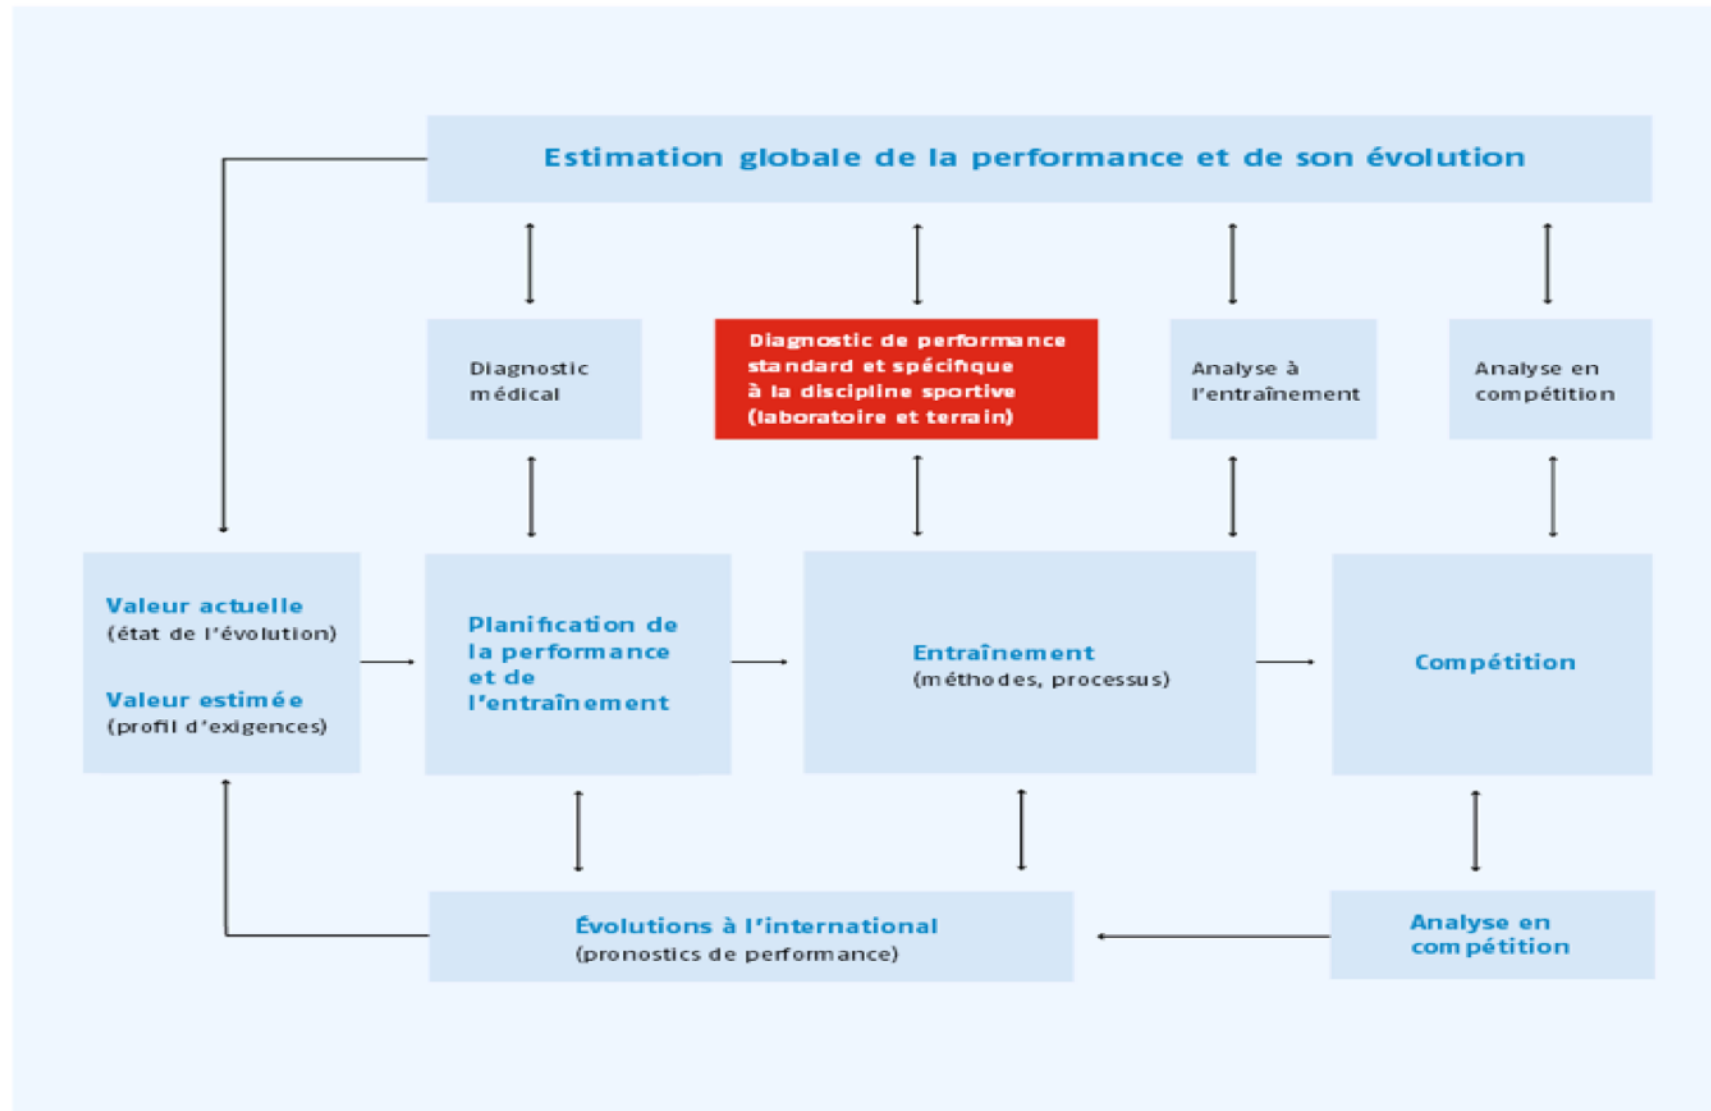 Estimation globale de la performance et de son évolution
Diagnostic
médical
Diagnostic de performance
standard et spécifique
à la discipline sportive
(laboratoire et terrain)
Analyse à
l'entraînement
Analyse en
compétition
Valeur actuelle
(état de l'évolution)
Valeur estimée
(profil d'exigences)
Planification de
la performance
et de
l'entraînement
Entraînement
(méthodes, processus)
Compétition
Évolutions à l'international
(pronostics de performance)
Analyse en
compétition